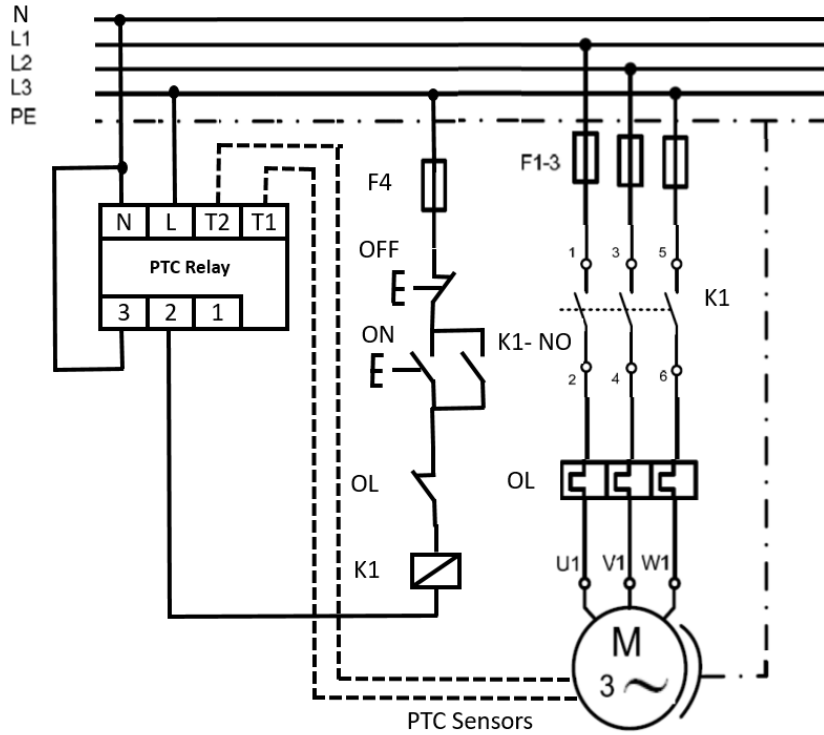 N
L1
L2
L3
PE
F4
F1-3
N L T2 T1
PTC Relay
3 2 1
OFF
ON
K1- NO
1 3 5
K1
2 4 6
OL
OL
K1
U1 V1 W1
M
3 ~
PTC Sensors